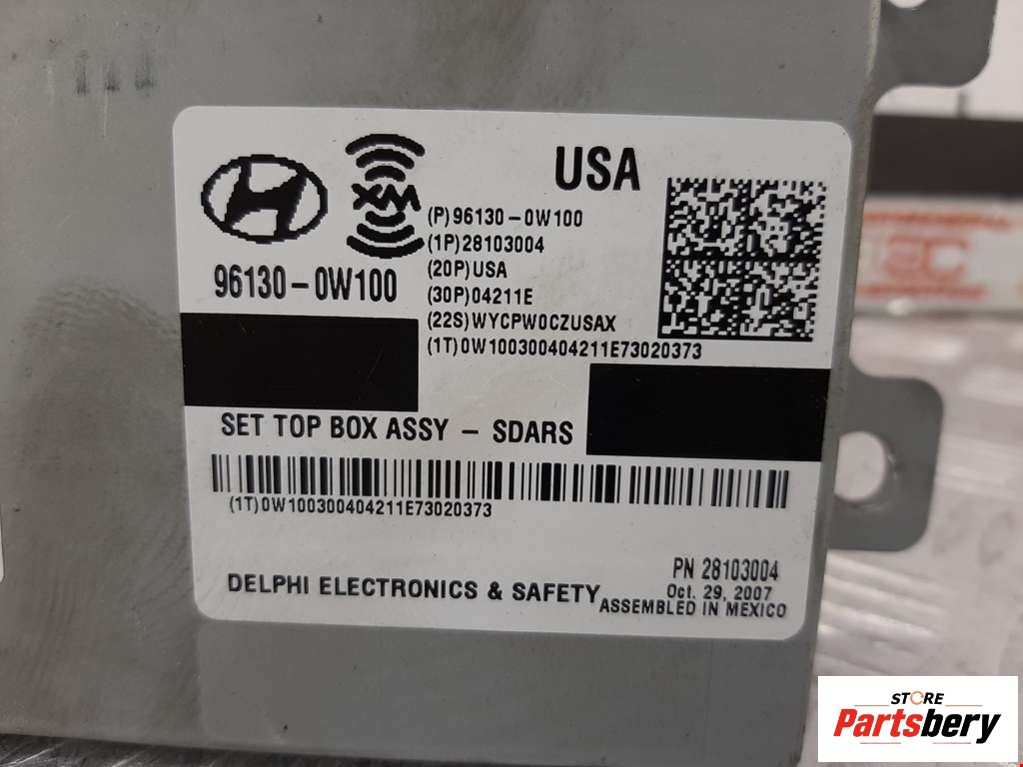 XM
USA
(P)96130-0W100
(1P)28103004
(20P)USA
(30P)04211E
(22S)WYCPW0CZUSAX
(1T)0W100300404211E73020373
96130-0W100
SET TOP BOX ASSY - SDARS
(1T)0W100300404211E73020373
PN 28103004
DELPHI ELECTRONICS & SAFETY
Oct. 29, 2007
ASSEMBLED IN MEXICO
STORE
Partsbery